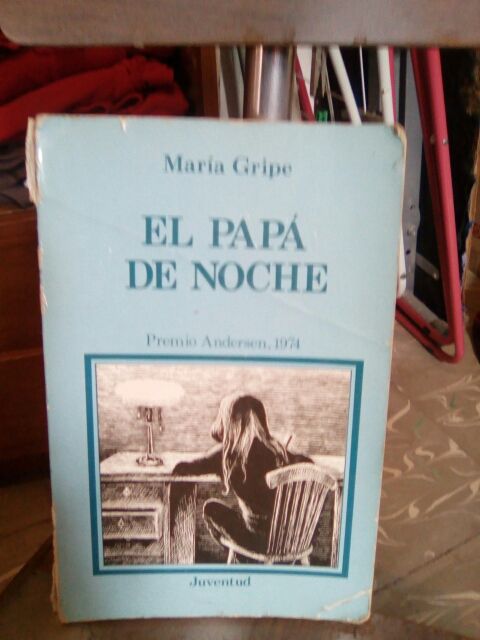 María Gripe
EL PAPÁ
DE NOCHE
Premio Andersen, 1974
Juventud